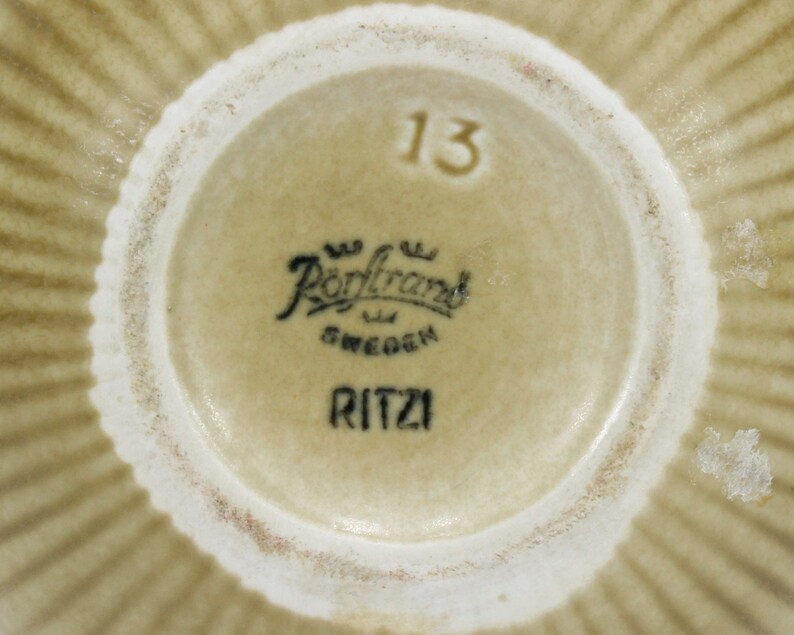 13
Rörstrand
SWEDEN
RITZI